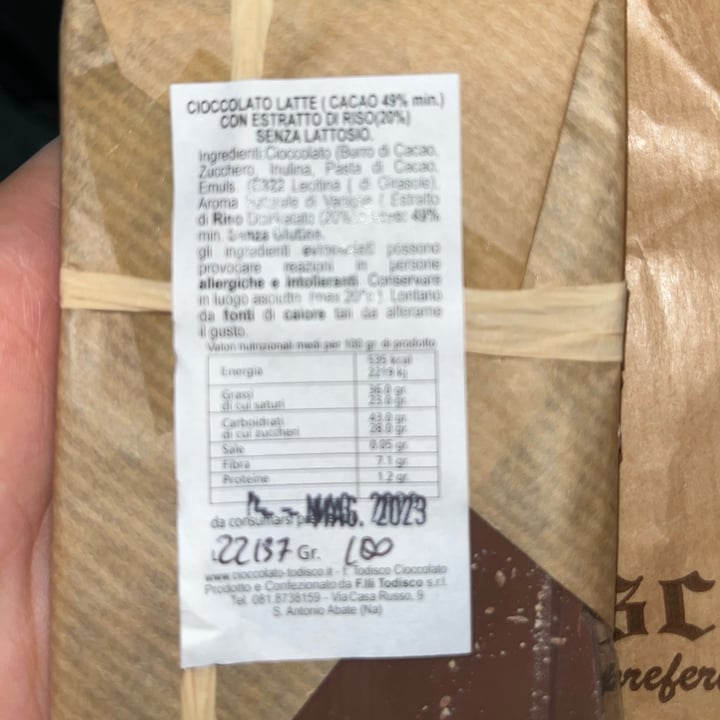 CIOCCOLATO LATTE ( CACAO 49% min.)
CON ESTRATTO DI RISO(20%)
SENZA LATTOSIO.
Ingredienti:Cioccolato (Burro di Cacao,
Zucchero, Inulina, Pasta di Cacao,
Emuls. (E322 Lecitina ( di Girasole),
Aroma Naturale di Vaniglia ( Estratto
di Riso (20% 49%
min. Senza Glutine.
gli ingredienti evidenziati possono
provocare reazioni in persone
allergiche e intolleranti. Conservare
in luogo asciutto (max 20°c ). Lontano
da fonti di calore tali da alterarne
il gusto.
Valori nutrizionali medi per 100 gr di prodotto
Energia 535 kcal
2219 kj
Grassi 36.0 gr.
di cui saturi 23.0 gr.
Carboidrati 43.0 gr.
di cui zuccheri 28.0 gr.
Sale 0.05 gr.
Fibra 7.1 gr.
Proteine 1.2 gr.
da consumarsi MAG. 2023
L22137 Gr. 100
www.cioccolato-todisco.it - f. Todisco Cioccolato
Prodotto e Confezionato da F.lli Todisco s.r.l.
Tel. 081.8738159 - Via Casa Russo, 9
S. Antonio Abate (Na)